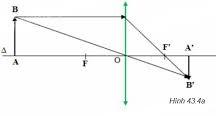 B
Δ
F' A'
A F O
B'
Hình 43.4a